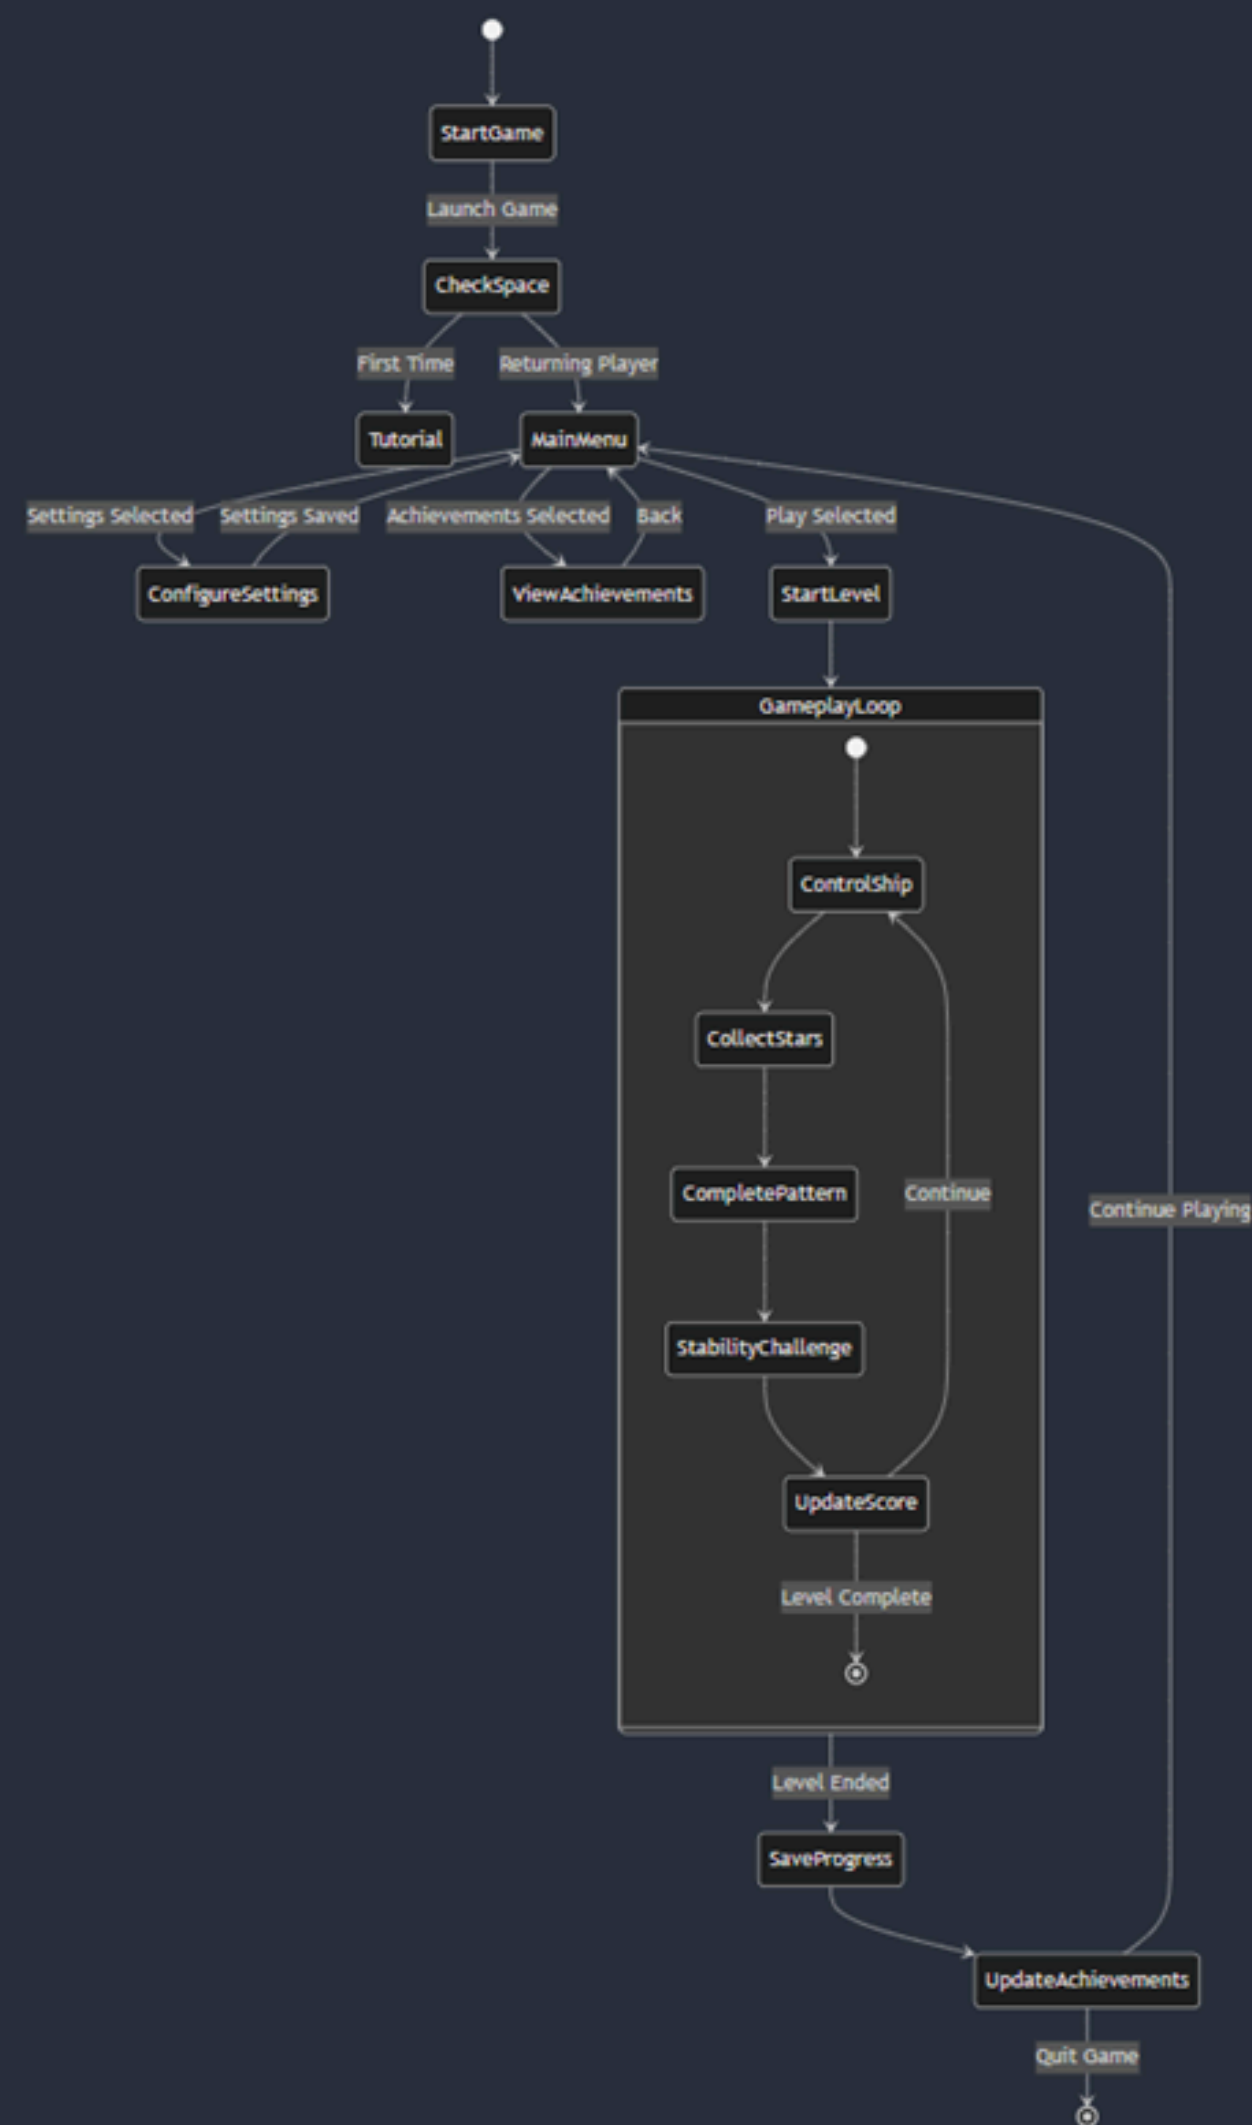 StartGame
Launch Game
CheckSpace
First Time
Returning Player
Tutorial
MainMenu
Settings Selected
Settings Saved
Achievements Selected
Back
Play Selected
ConfigureSettings
ViewAchievements
StartLevel
GameplayLoop
ControlShip
CollectStars
CompletePattern
Continue
Continue Playing
StabilityChallenge
UpdateScore
Level Complete
Level Ended
SaveProgress
UpdateAchievements
Quit Game